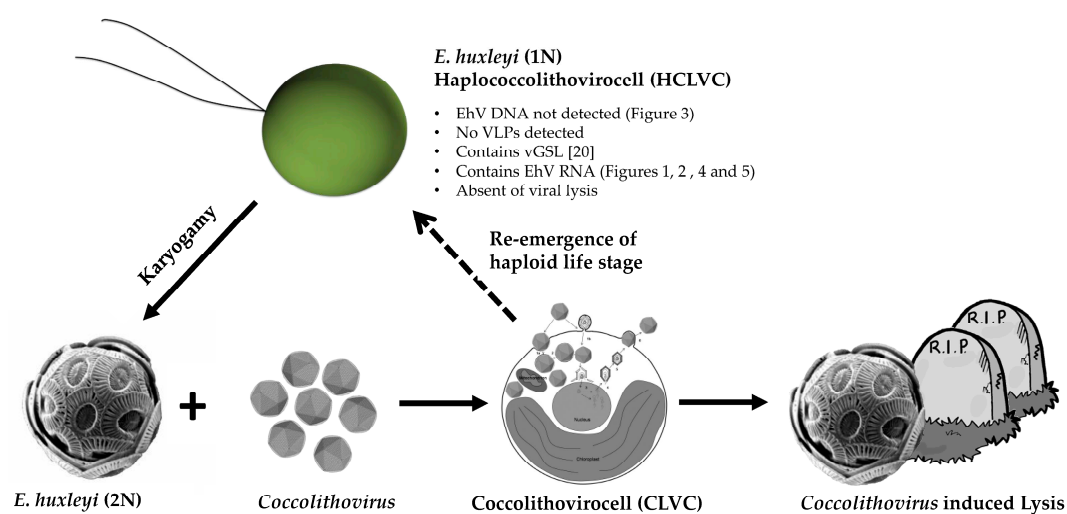 E. huxleyi (1N)
Haplococcolithovirocell (HCLVC)
• EhV DNA not detected (Figure 3)
• No VLPs detected
• Contains vGSL [20]
• Contains EhV RNA (Figures 1, 2 , 4 and 5)
• Absent of viral lysis
Karyogamy
Re-emergence of
haploid life stage
R.I.P.
R.I.P.
+
Nucleus
Chloroplast
E. huxleyi (2N)
Coccolithovirus
Coccolithovirocell (CLVC)
Coccolithovirus induced Lysis